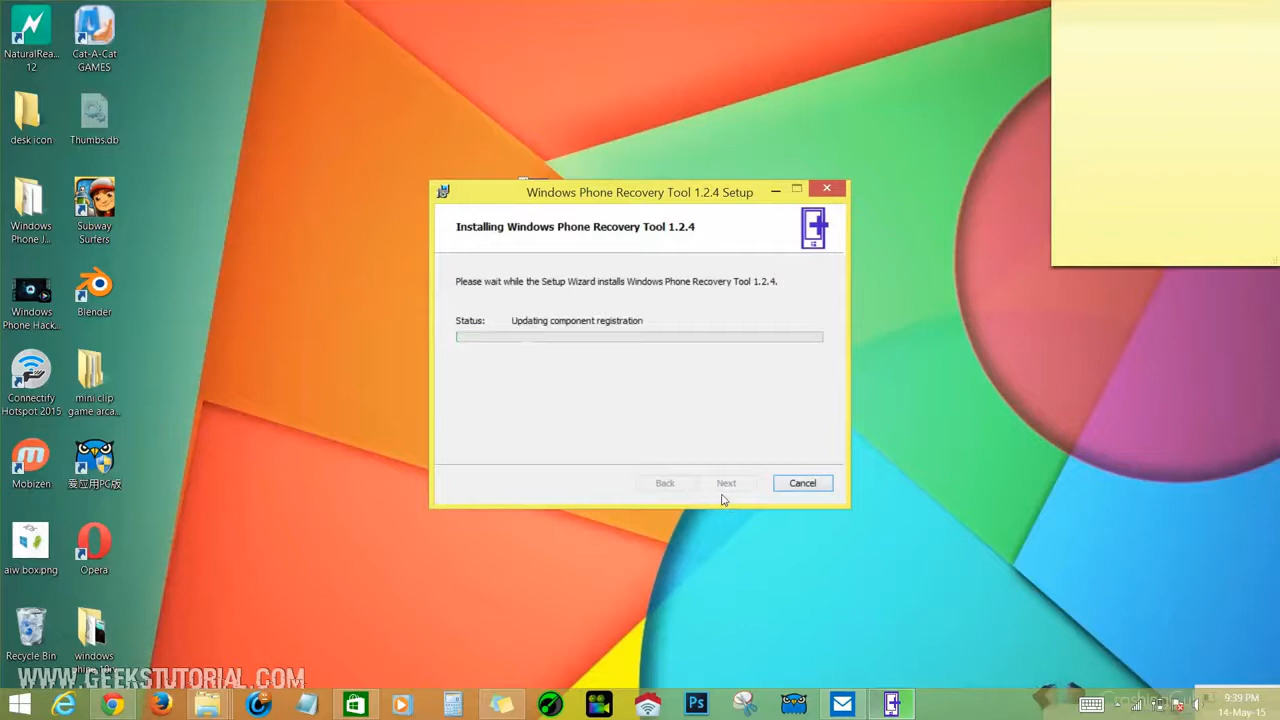 NaturalRea...
12
Cat-A-Cat
GAMES
desk icon
Thumbs.db
Windows
Phone J...
Subway
Surfers
Windows
Phone Hack...
Blender
Connectify
Hotspot 2015
mini clip
game arca...
Mobizen
爱应用PC版
aiw box.png
Opera
Recycle Bin
windows
Windows Phone Recovery Tool 1.2.4 Setup
Installing Windows Phone Recovery Tool 1.2.4
Please wait while the Setup Wizard installs Windows Phone Recovery Tool 1.2.4.
Status: Updating component registration
Back Next Cancel
WWW.GEEKSTUTORIAL.COM
Ps
9:39 PM
14-May-15